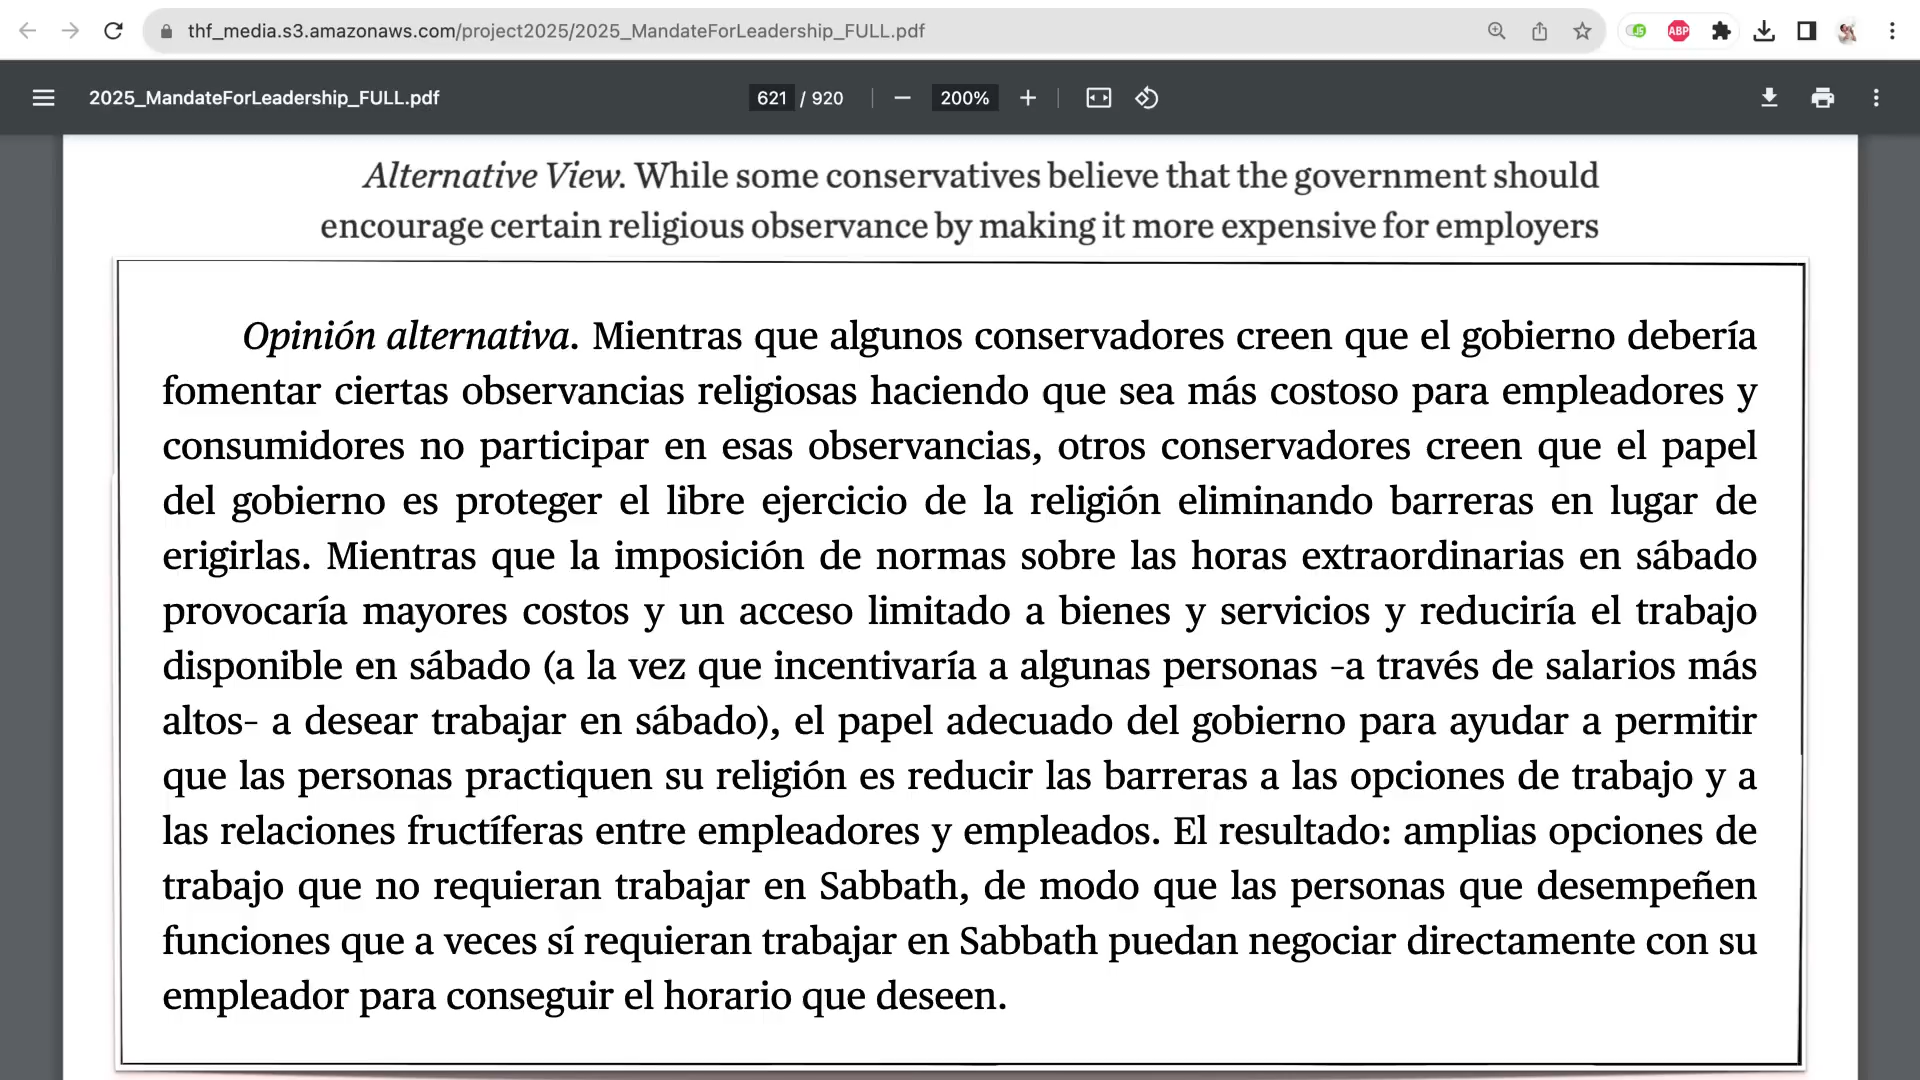 thf_media.s3.amazonaws.com/project2025/2025_MandateForLeadership_FULL.pdf
ABP
2025_MandateForLeadership_FULL.pdf
621 / 920
200%
Alternative View. While some conservatives believe that the government should
encourage certain religious observance by making it more expensive for employers
Opinión alternativa. Mientras que algunos conservadores creen que el gobierno debería
fomentar ciertas observancias religiosas haciendo que sea más costoso para empleadores y
consumidores no participar en esas observancias, otros conservadores creen que el papel
del gobierno es proteger el libre ejercicio de la religión eliminando barreras en lugar de
erigirlas. Mientras que la imposición de normas sobre las horas extraordinarias en sábado
provocaría mayores costos y un acceso limitado a bienes y servicios y reduciría el trabajo
disponible en sábado (a la vez que incentivaría a algunas personas -a través de salarios más
altos- a desear trabajar en sábado), el papel adecuado del gobierno para ayudar a permitir
que las personas practiquen su religión es reducir las barreras a las opciones de trabajo y a
las relaciones fructíferas entre empleadores y empleados. El resultado: amplias opciones de
trabajo que no requieran trabajar en Sabbath, de modo que las personas que desempeñen
funciones que a veces sí requieran trabajar en Sabbath puedan negociar directamente con su
empleador para conseguir el horario que deseen.